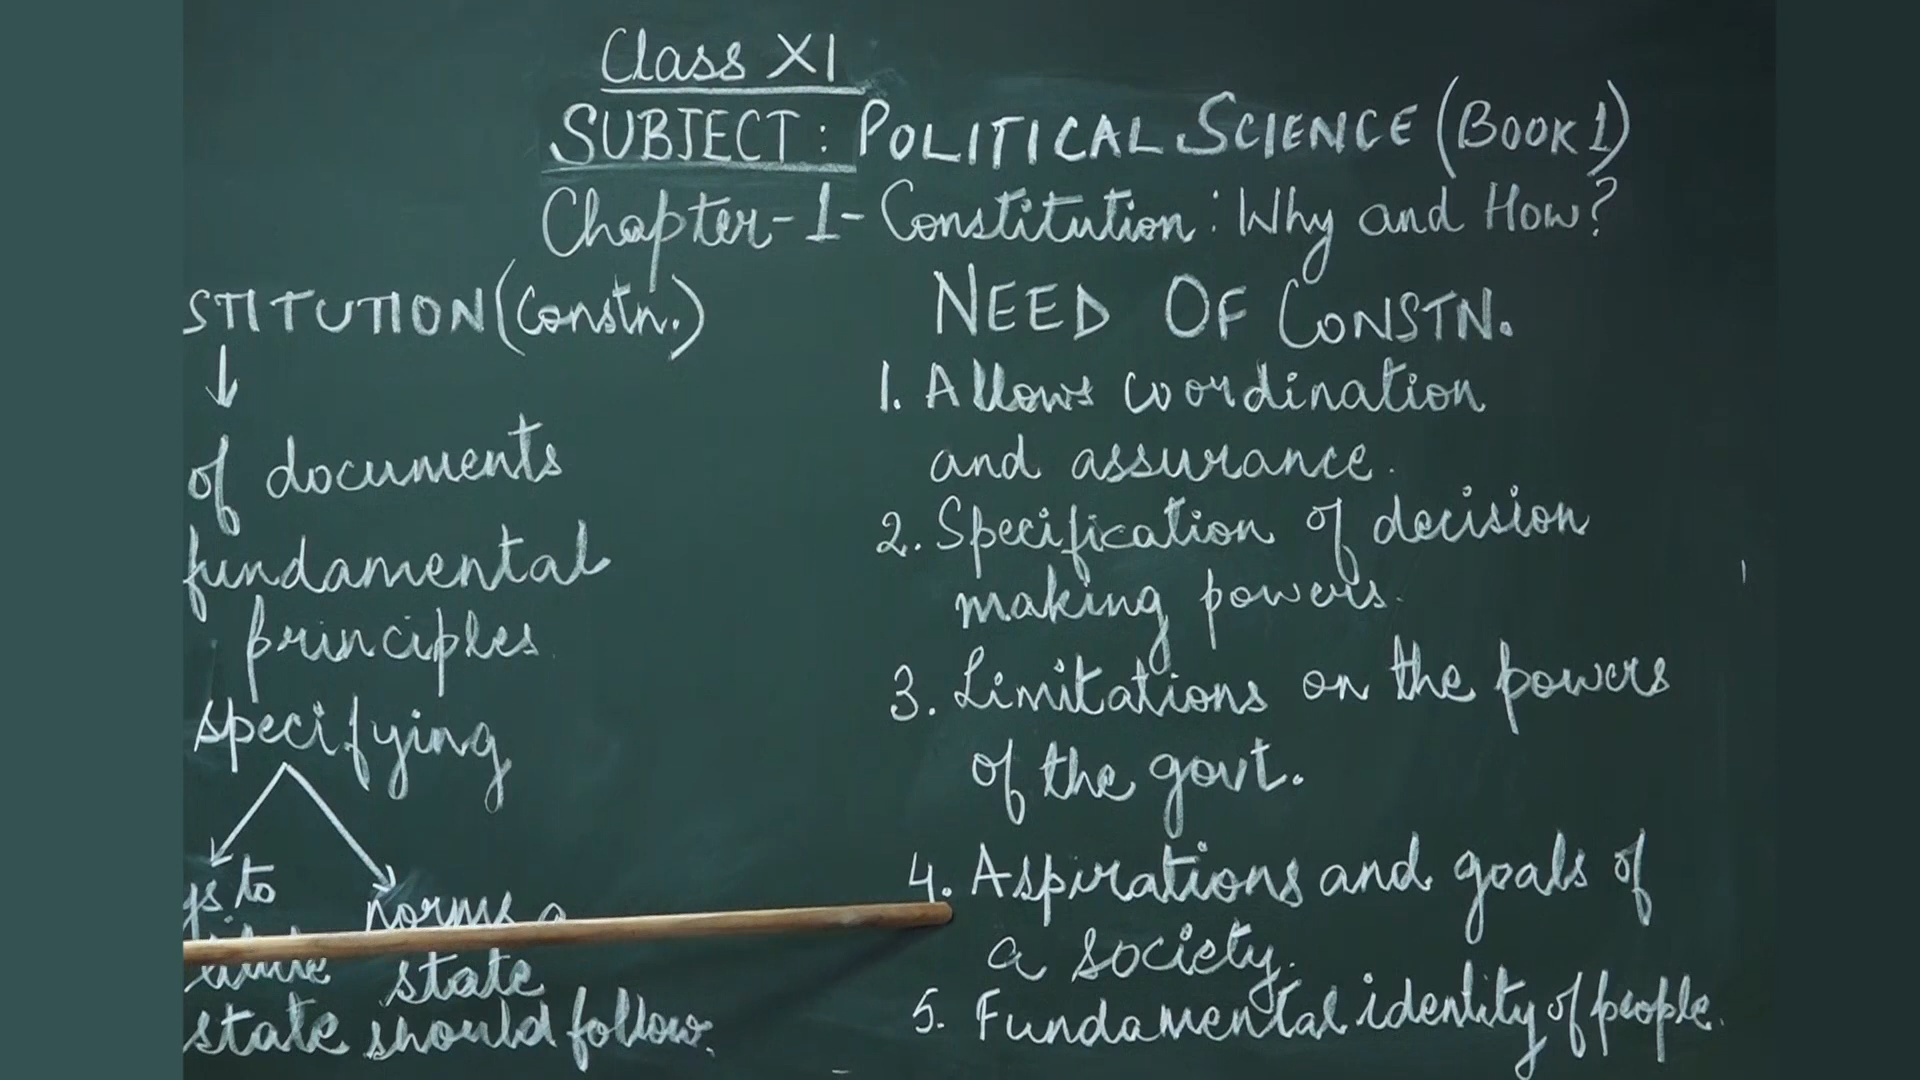 Class XI
SUBJECT: POLITICAL SCIENCE (BOOK 1)
Chapter-1- Constitution: Why and How?
STITUTION (Constn.)
of documents
fundamental
principles.
specifying
to norms
state
state should follow.
NEED OF CONSTN.
1. Allows coordination
and assurance.
2. Specification of decision
making powers.
3. Limitations on the powers
of the govt.
4. Aspirations and goals of
a society.
5. Fundamental identity of people.